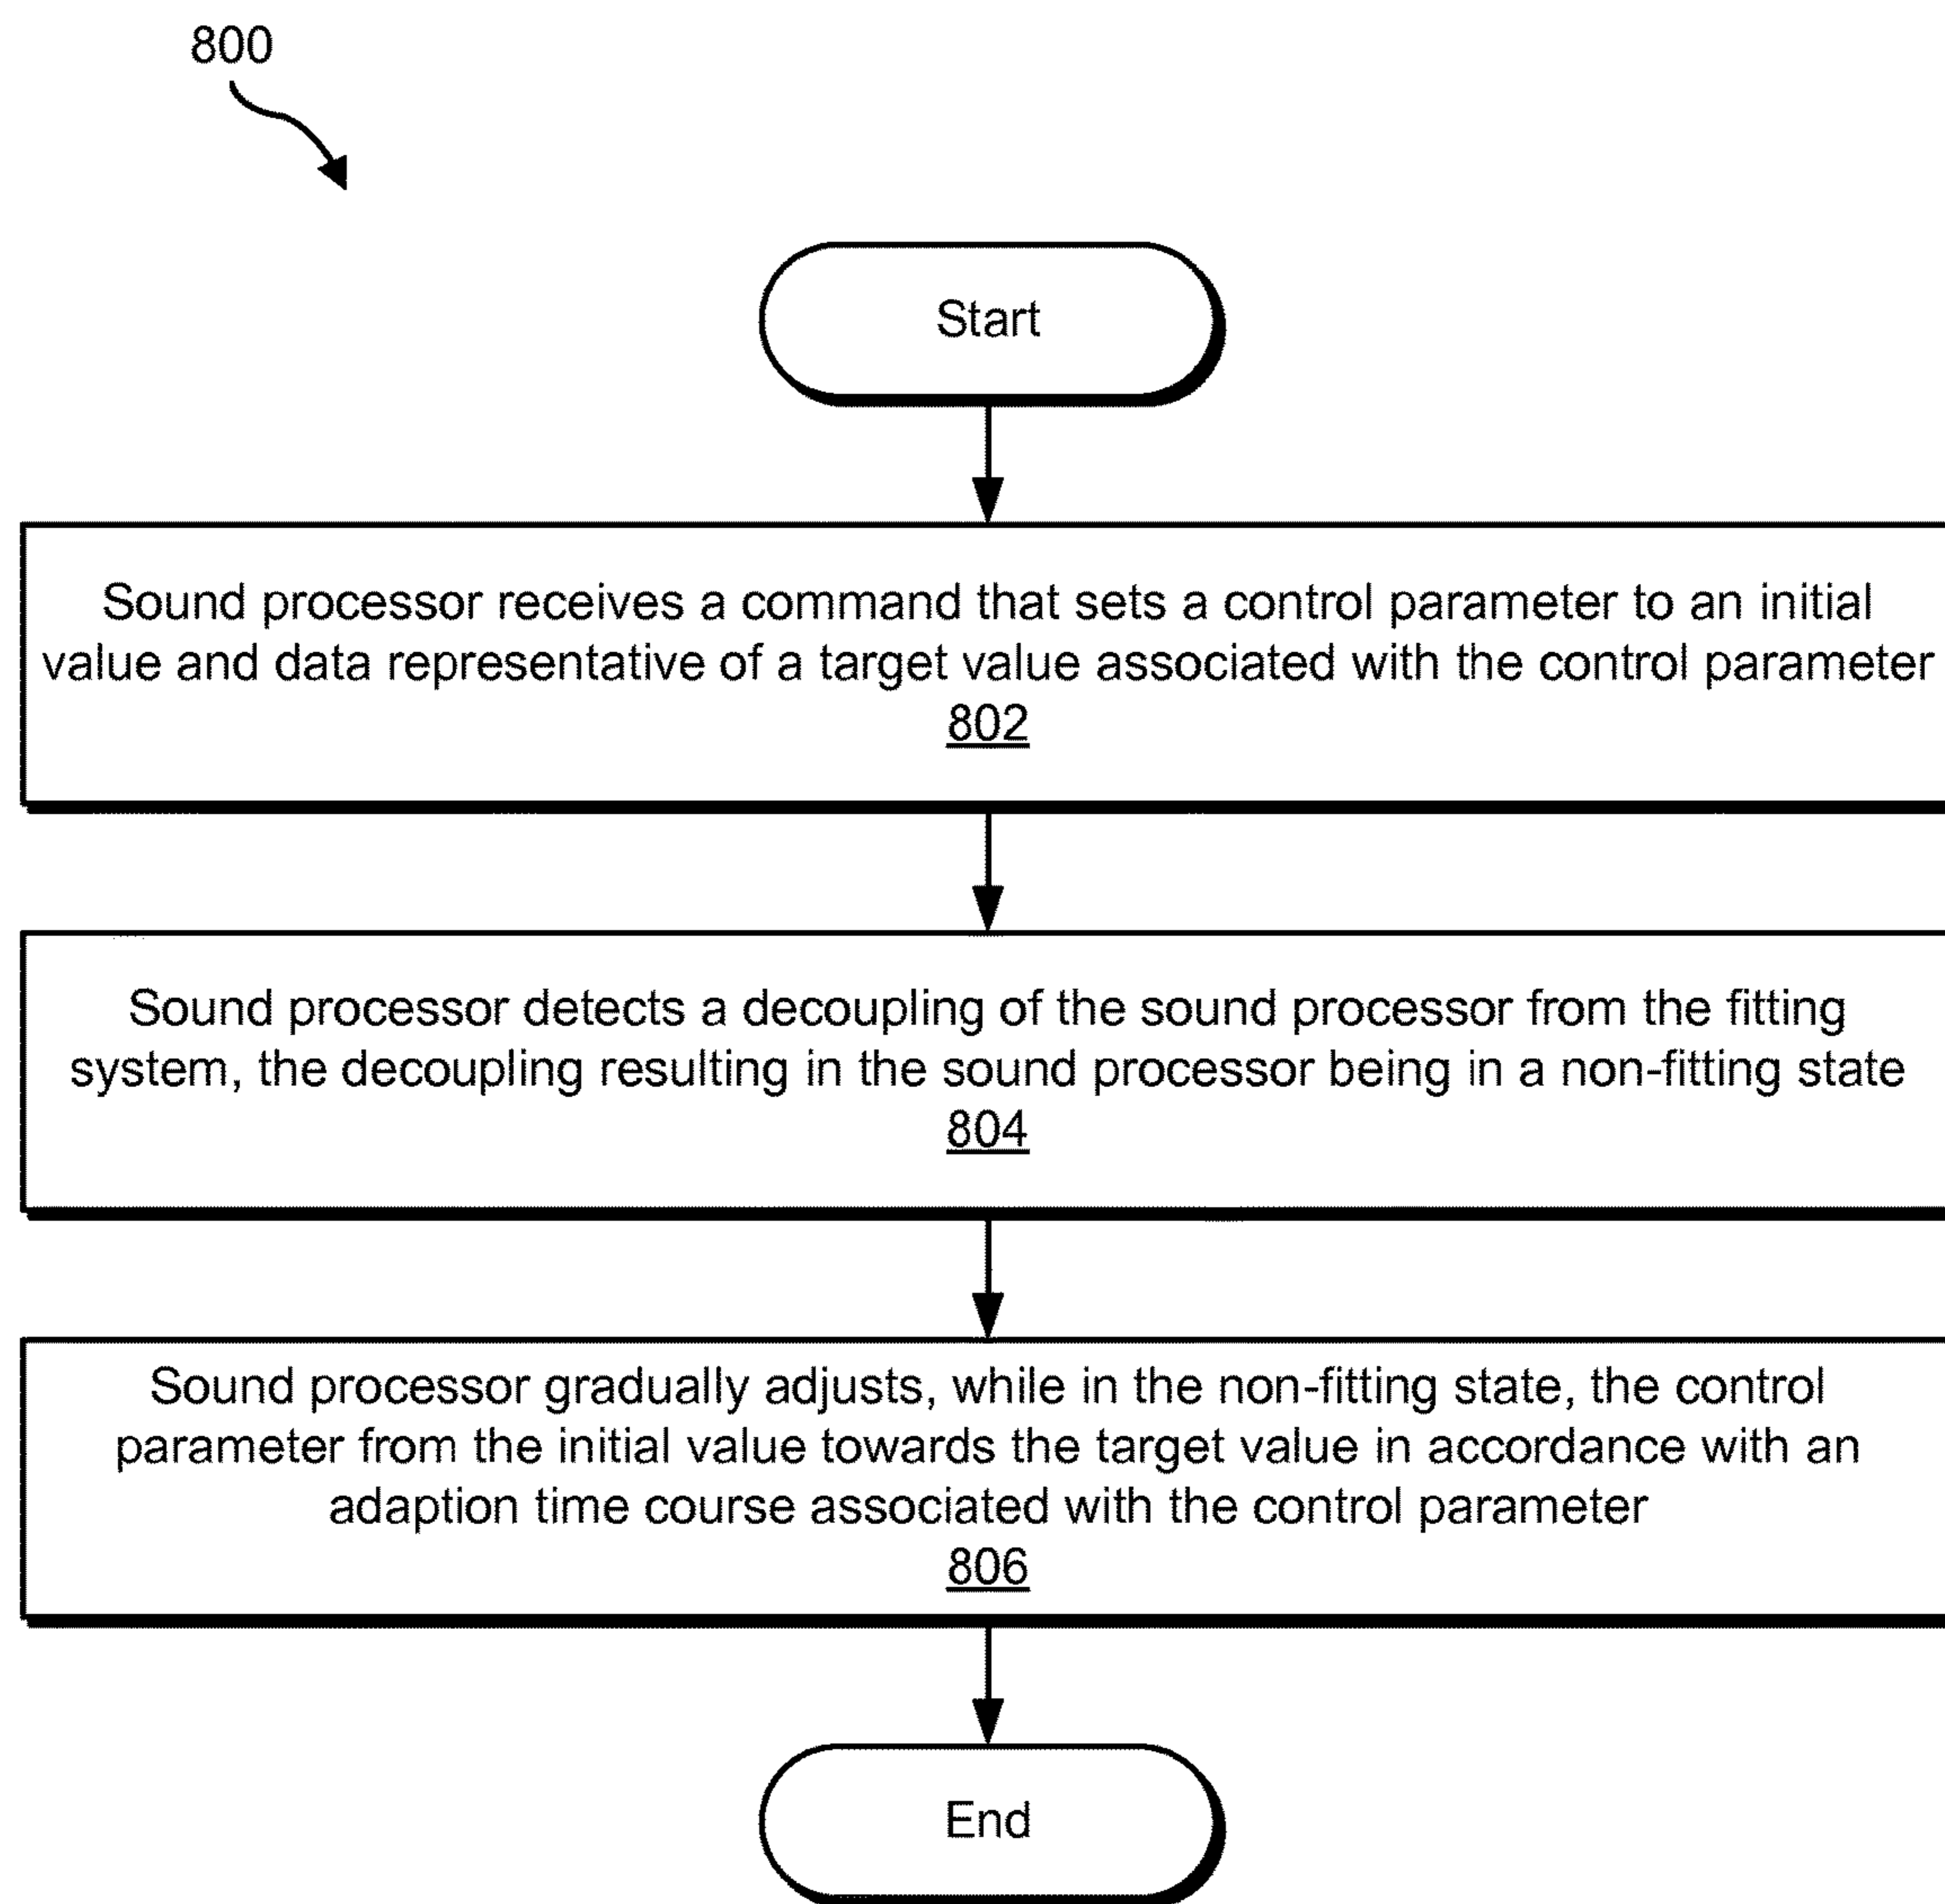 800
Start
Sound processor receives a command that sets a control parameter to an initial
value and data representative of a target value associated with the control parameter
802
Sound processor detects a decoupling of the sound processor from the fitting
system, the decoupling resulting in the sound processor being in a non-fitting state
804
Sound processor gradually adjusts, while in the non-fitting state, the control
parameter from the initial value towards the target value in accordance with an
adaption time course associated with the control parameter
806
End